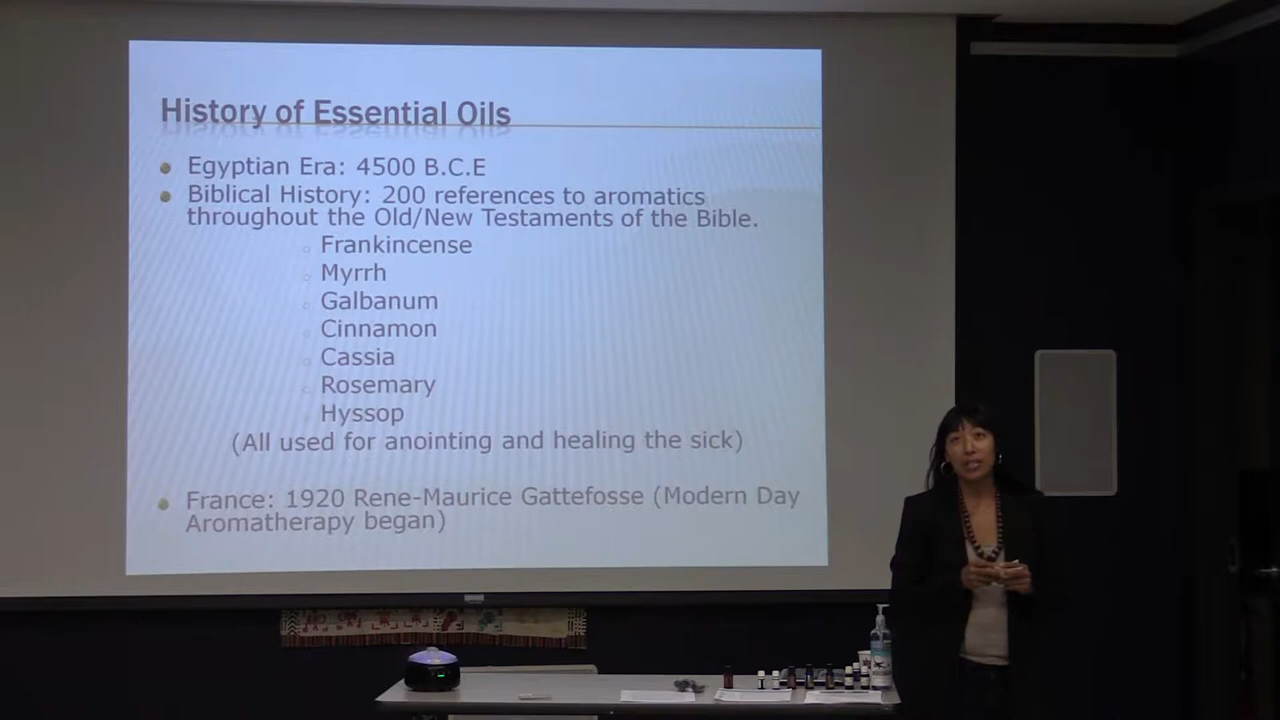 History of Essential Oils
Egyptian Era: 4500 B.C.E
Biblical History: 200 references to aromatics
throughout the Old/New Testaments of the Bible.
Frankincense
Myrrh
Galbanum
Cinnamon
Cassia
Rosemary
Hyssop
(All used for anointing and healing the sick)
France: 1920 Rene-Maurice Gattefosse (Modern Day
Aromatherapy began)